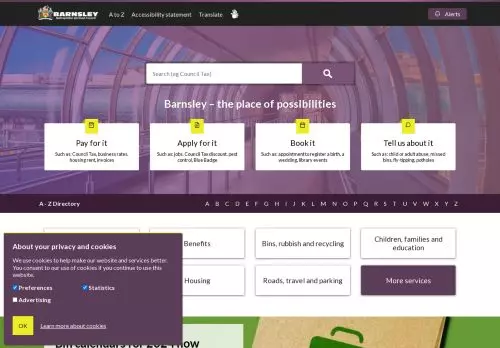 BARNSLEY
Metropolitan Borough Council
A to Z
Accessibility statement
Translate
Alerts
Search (eg Council Tax)
Barnsley – the place of possibilities
Pay for it
Such as: Council Tax, business rates,
housing rent, invoices
Apply for it
Such as: jobs, Council Tax discount, pest
control, Blue Badge
Book it
Such as: appointment to register a birth, a
wedding, library events
Tell us about it
Such as: child or adult abuse, missed
bins, fly-tipping, potholes
A - Z Directory
A B C D E F G H I J K L M N O P Q R S T U V W X Y Z
Benefits
Bins, rubbish and recycling
Children, families and
education
Housing
Roads, travel and parking
More services
About your privacy and cookies
We use cookies to help make our website and services better.
You consent to our use of cookies if you continue to use this
website.
Preferences
Statistics
Advertising
OK
Learn more about cookies